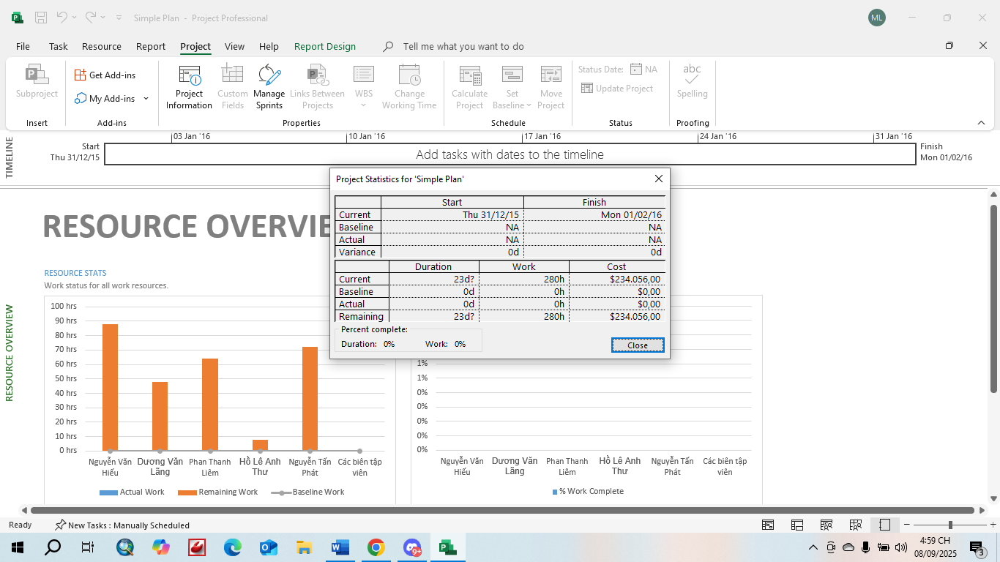 Simple Plan - Project Professional
ML
File Task Resource Report Project View Help Report Design Tell me what you want to do
Subproject
Get Add-ins
My Add-ins
Project Information
Custom Fields
Manage Sprints
Links Between Projects
WBS
Change Working Time
Calculate Project
Set Baseline
Move Project
Status Date: NA
Update Project
abc
Spelling
Insert Add-ins Properties Schedule Status Proofing
TIMELINE
03 Jan '16 10 Jan '16 17 Jan '16 24 Jan '16 31 Jan '16
Start
Thu 31/12/15
Add tasks with dates to the timeline
Finish
Mon 01/02/16
Project Statistics for 'Simple Plan'
Start Finish
Current Thu 31/12/15 Mon 01/02/16
Baseline NA NA
Actual NA NA
Variance 0d 0d
Duration Work Cost
Current 23d? 280h $234.056,00
Baseline 0d 0h $0,00
Actual 0d 0h $0,00
Remaining 23d? 280h $234.056,00
Percent complete:
Duration: 0% Work: 0%
Close
RESOURCE OVERVIEW
RESOURCE OVERVIE
RESOURCE STATS
Work status for all work resources.
100 hrs
90 hrs
80 hrs
70 hrs
60 hrs
50 hrs
40 hrs
30 hrs
20 hrs
10 hrs
0 hrs
Nguyễn Văn Hiếu
Dương Văn Lãng
Phan Thanh Liêm
Hồ Lê Anh Thư
Nguyễn Tấn Phát
Các biên tập viên
Actual Work Remaining Work Baseline Work
1%
1%
0%
0%
0%
0%
0%
Nguyễn Văn Hiếu
Dương Văn Lãng
Phan Thanh Liêm
Hồ Lê Anh Thư
Nguyễn Tấn Phát
Các biên tập viên
% Work Complete
Ready New Tasks : Manually Scheduled
9+
4:59 CH
08/09/2025
3